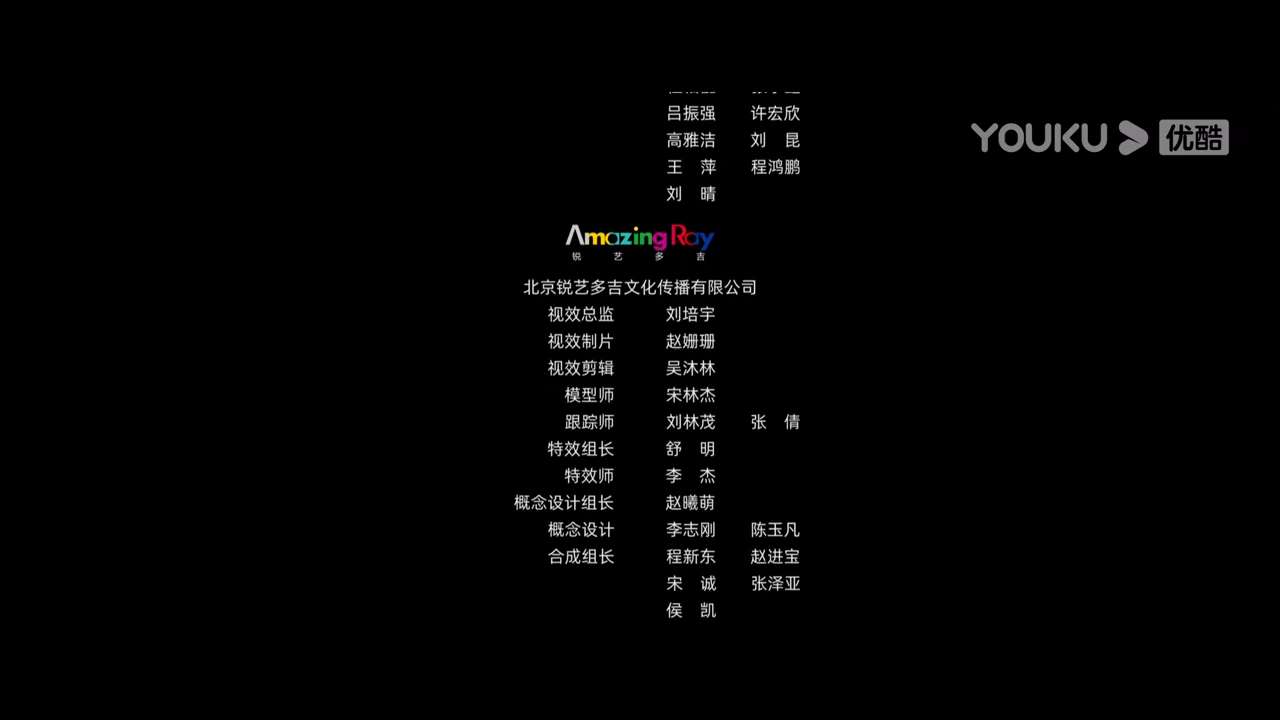 吕振强 许宏欣
高雅洁 刘 昆
王 萍 程鸿鹏
刘 晴
YOUKU 优酷
Amazing Ray
锐艺多吉
北京锐艺多吉文化传播有限公司
视效总监 刘培宇
视效制片 赵姗珊
视效剪辑 吴沐林
模型师 宋林杰
跟踪师 刘林茂 张 倩
特效组长 舒 明
特效师 李 杰
概念设计组长 赵曦萌
概念设计 李志刚 陈玉凡
合成组长 程新东 赵进宝
宋 诚 张泽亚
侯 凯